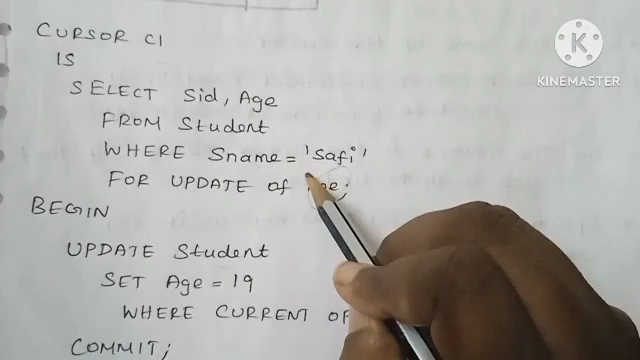 CURSOR C1
IS
SELECT Sid, Age
FROM Student
WHERE Sname = 'Safi'
FOR UPDATE of
BEGIN
UPDATE Student
SET Age = 19
WHERE CURRENT OF
COMMIT;
KINEMASTER